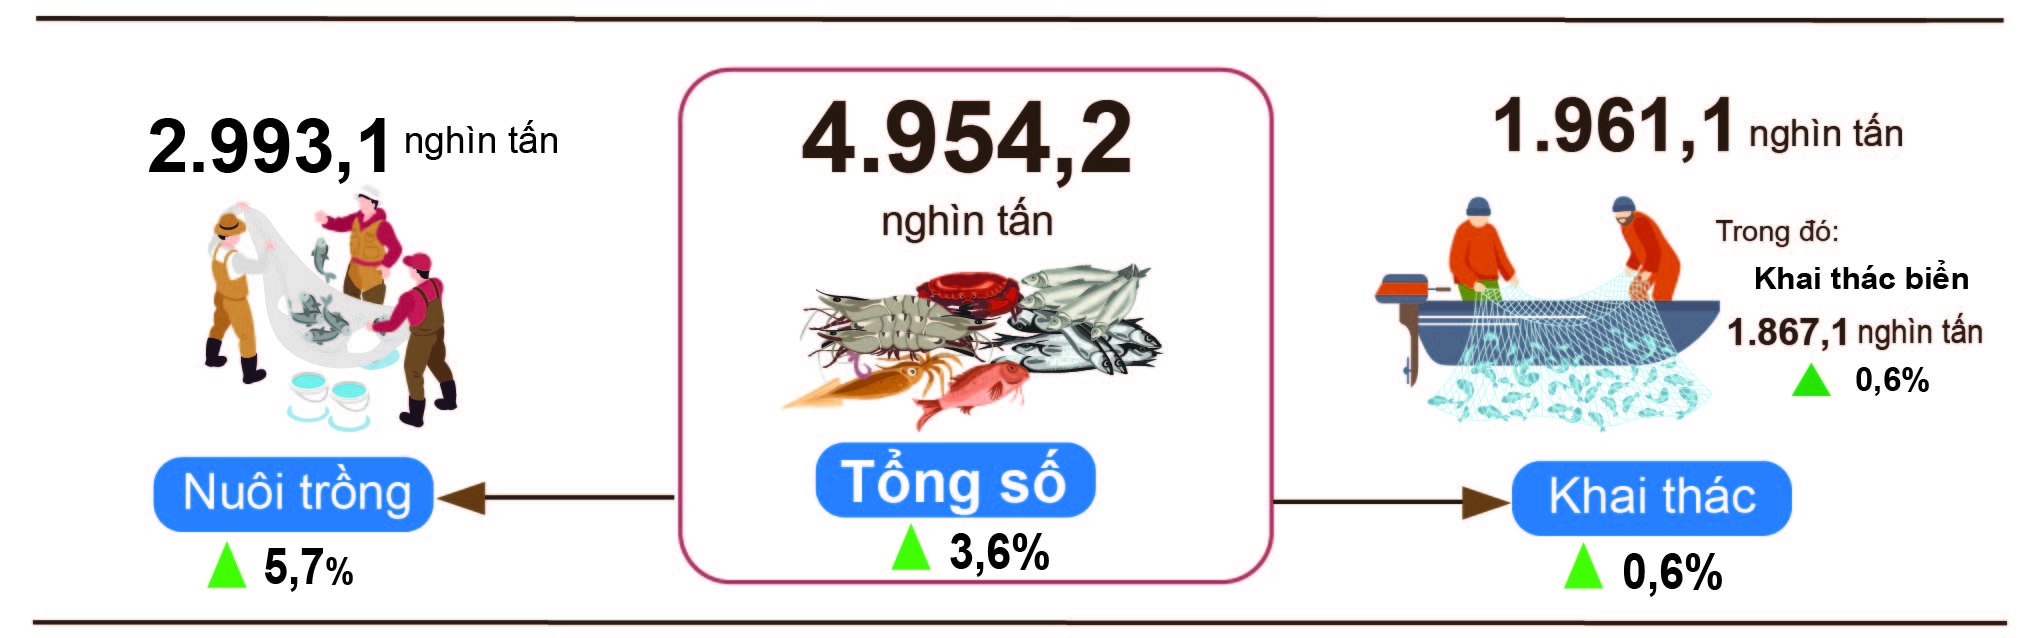 2.993,1 nghìn tấn
Nuôi trồng
5,7%
4.954,2
nghìn tấn
Tổng số
3,6%
1.961,1 nghìn tấn
Trong đó:
Khai thác biển
1.867,1 nghìn tấn
0,6%
Khai thác
0,6%